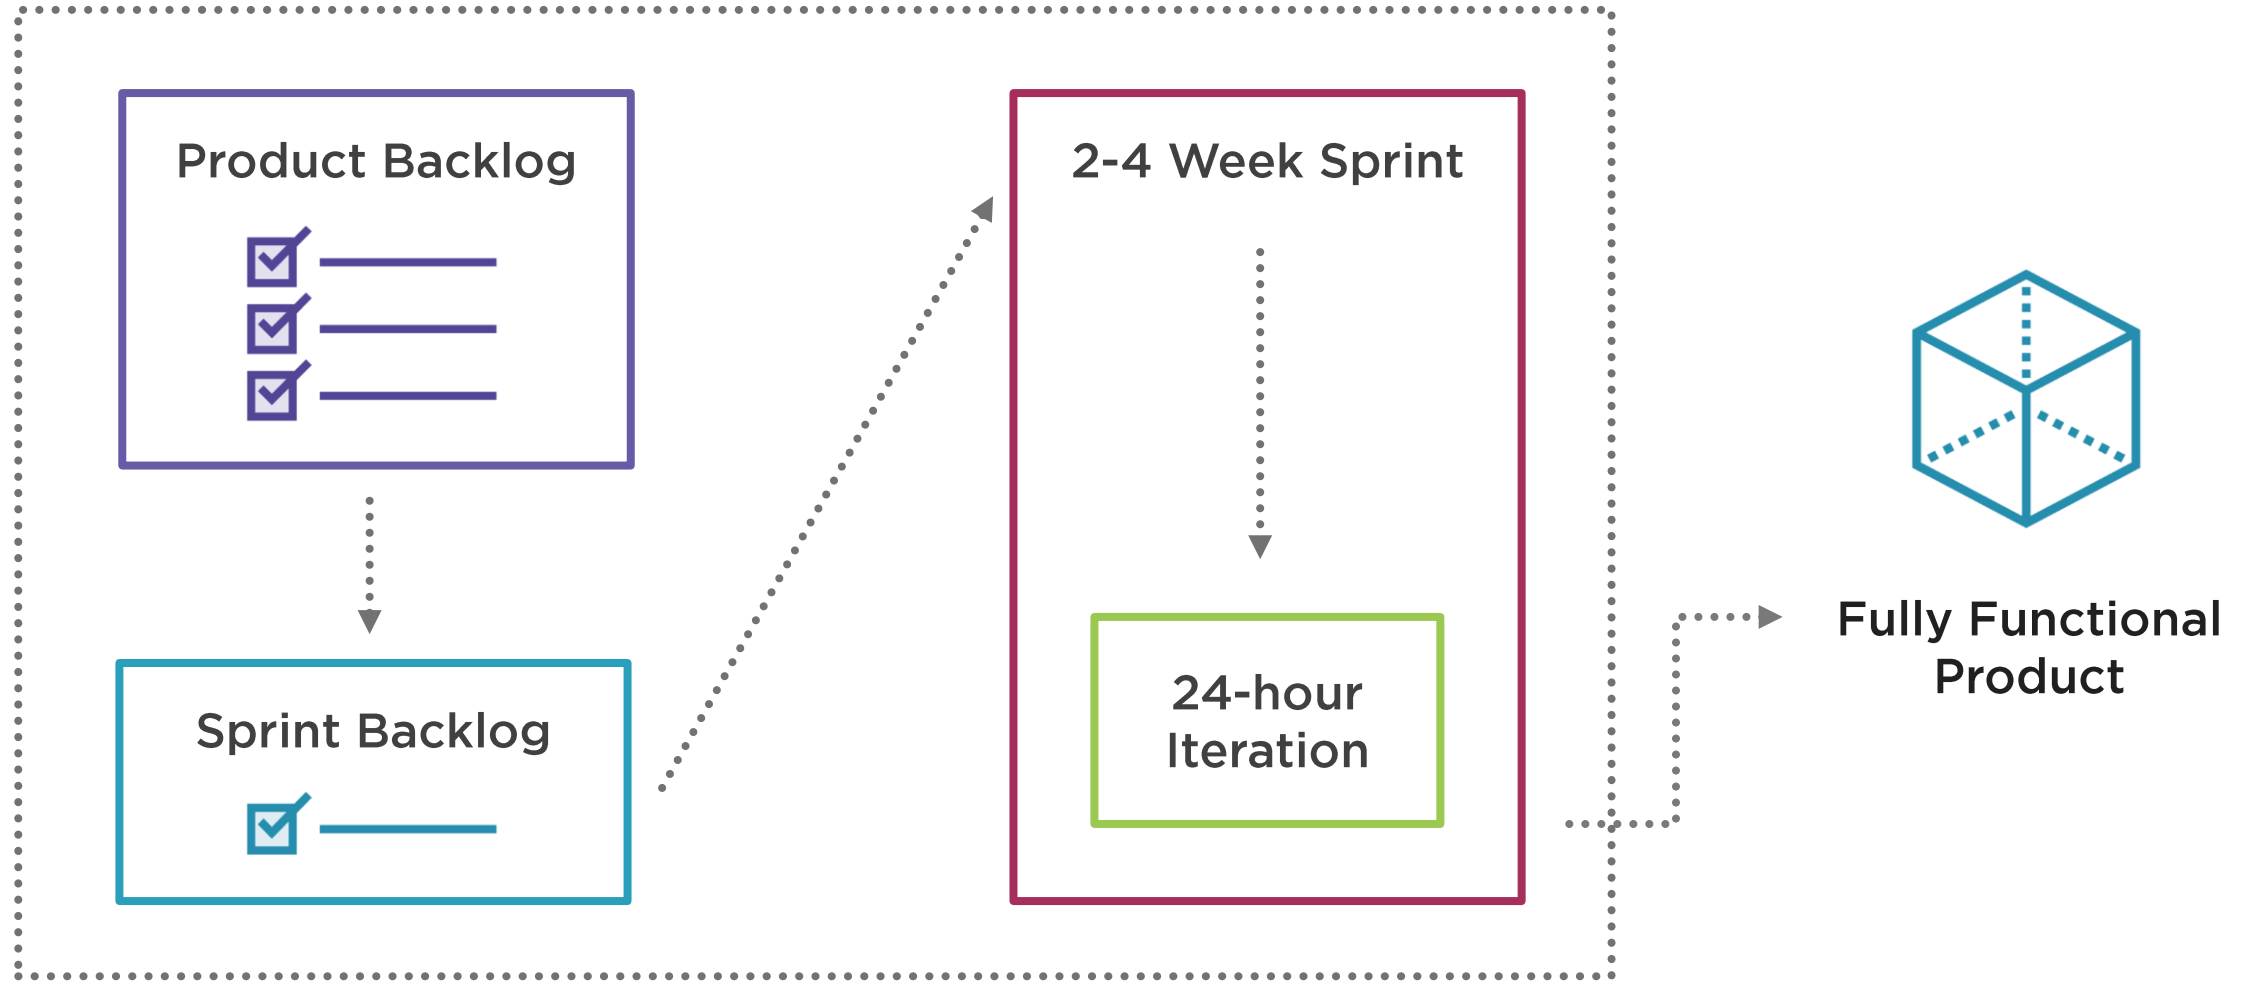 Product Backlog
Sprint Backlog
2-4 Week Sprint
24-hour
Iteration
Fully Functional
Product